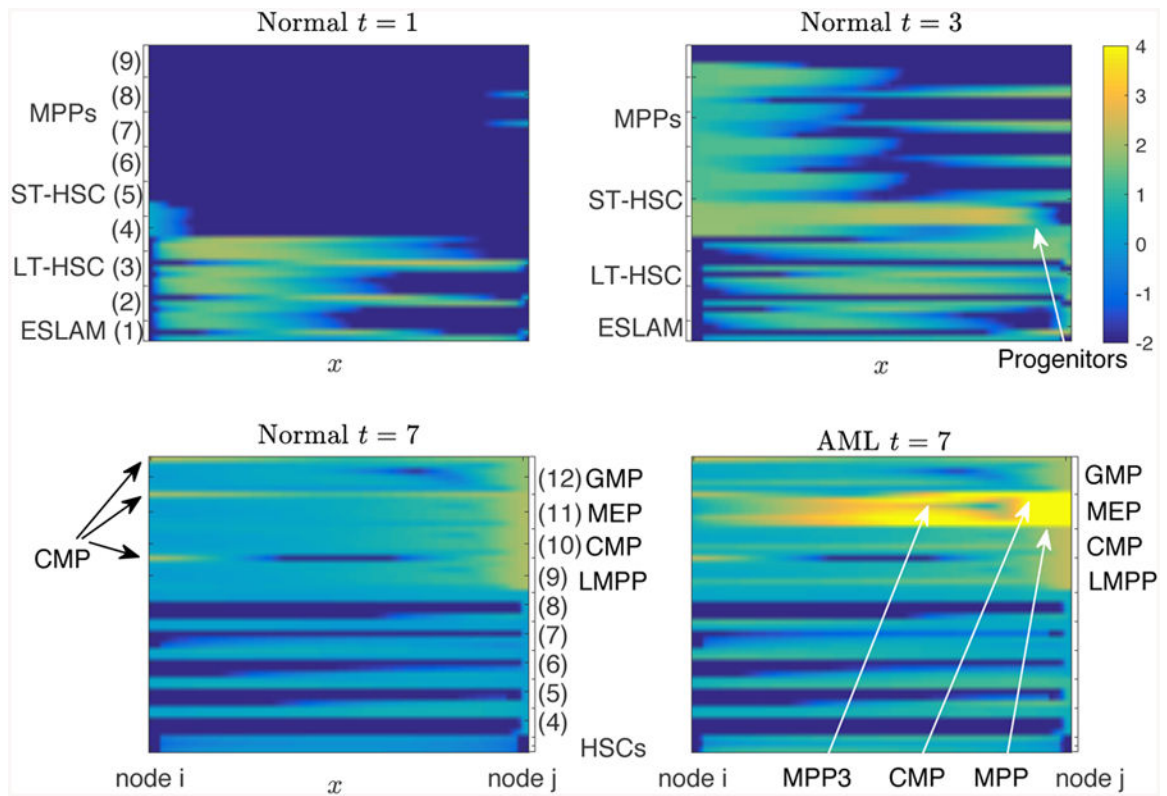 Normal t = 1
Normal t = 3
(9)
(8)
MPPs
(7)
(6)
ST-HSC (5)
(4)
LT-HSC (3)
(2)
ESLAM (1)
x
MPPs
ST-HSC
LT-HSC
ESLAM
x
Progenitors
4
3
2
1
0
-1
-2
Normal t = 7
AML t = 7
CMP
(12) GMP
(11) MEP
(10) CMP
(9) LMPP
(8)
(7)
(6)
(5)
(4)
HSCs
node i
x
node j
GMP
MEP
CMP
LMPP
node i
MPP3
CMP
MPP
node j